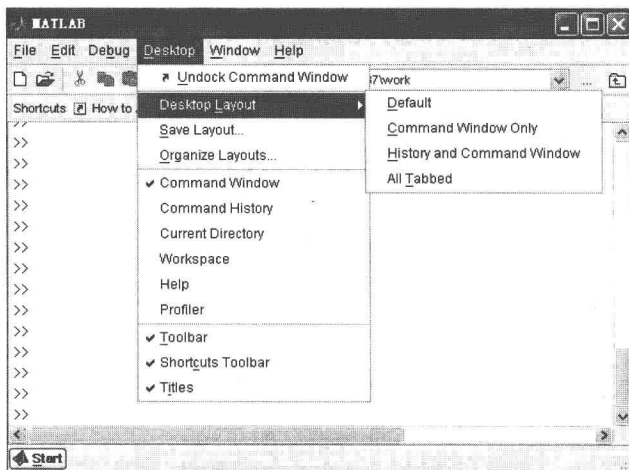 MATLAB
File Edit Debug Desktop Window Help
Undock Command Window
7\work
...
Shortcuts How to
Desktop Layout
Default
Save Layout...
Command Window Only
Organize Layouts...
History and Command Window
Command Window
All Tabbed
Command History
Current Directory
Workspace
Help
Profiler
Toolbar
Shortcuts Toolbar
Titles
>>
>>
>>
>>
>>
>>
>>
>>
>>
>>
>>
>>
>>
>>
Start